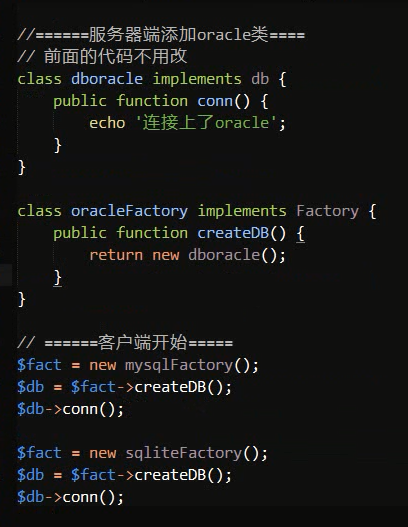 //======服务器端添加oracle类====
// 前面的代码不用改
class dboracle implements db {
    public function conn() {
        echo '连接上了oracle';
    }
}

class oracleFactory implements Factory {
    public function createDB() {
        return new dboracle();
    }
}

// ======客户端开始=====
$fact = new mysqlFactory();
$db = $fact->createDB();
$db->conn();

$fact = new sqliteFactory();
$db = $fact->createDB();
$db->conn();